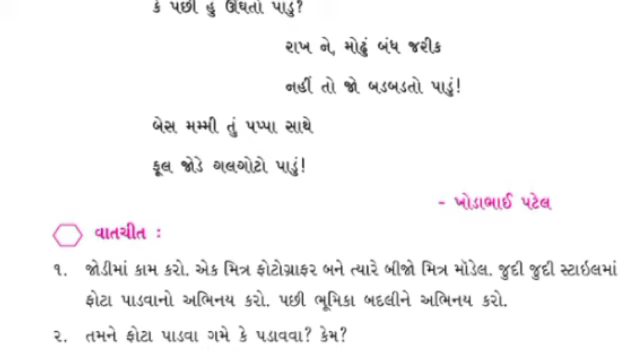 કે પછી હું ઊંઘતો પાડું?
રાખ ને, મોઢું બંધ જરીક
નહીં તો જો બડબડતો પાડું!
બેસ મમ્મી તું પપ્પા સાથે
ફૂલ જોડે ગલગોટો પાડું!
- ખોડાભાઈ પટેલ
વાતચીત :
૧. જોડીમાં કામ કરો. એક મિત્ર ફોટોગ્રાફર બને ત્યારે બીજો મિત્ર મૉડેલ. જુદી જુદી સ્ટાઇલમાં
ફોટા પાડવાનો અભિનય કરો. પછી ભૂમિકા બદલીને અભિનય કરો.
૨. તમને ફોટા પાડવા ગમે કે પડાવવા? કેમ?